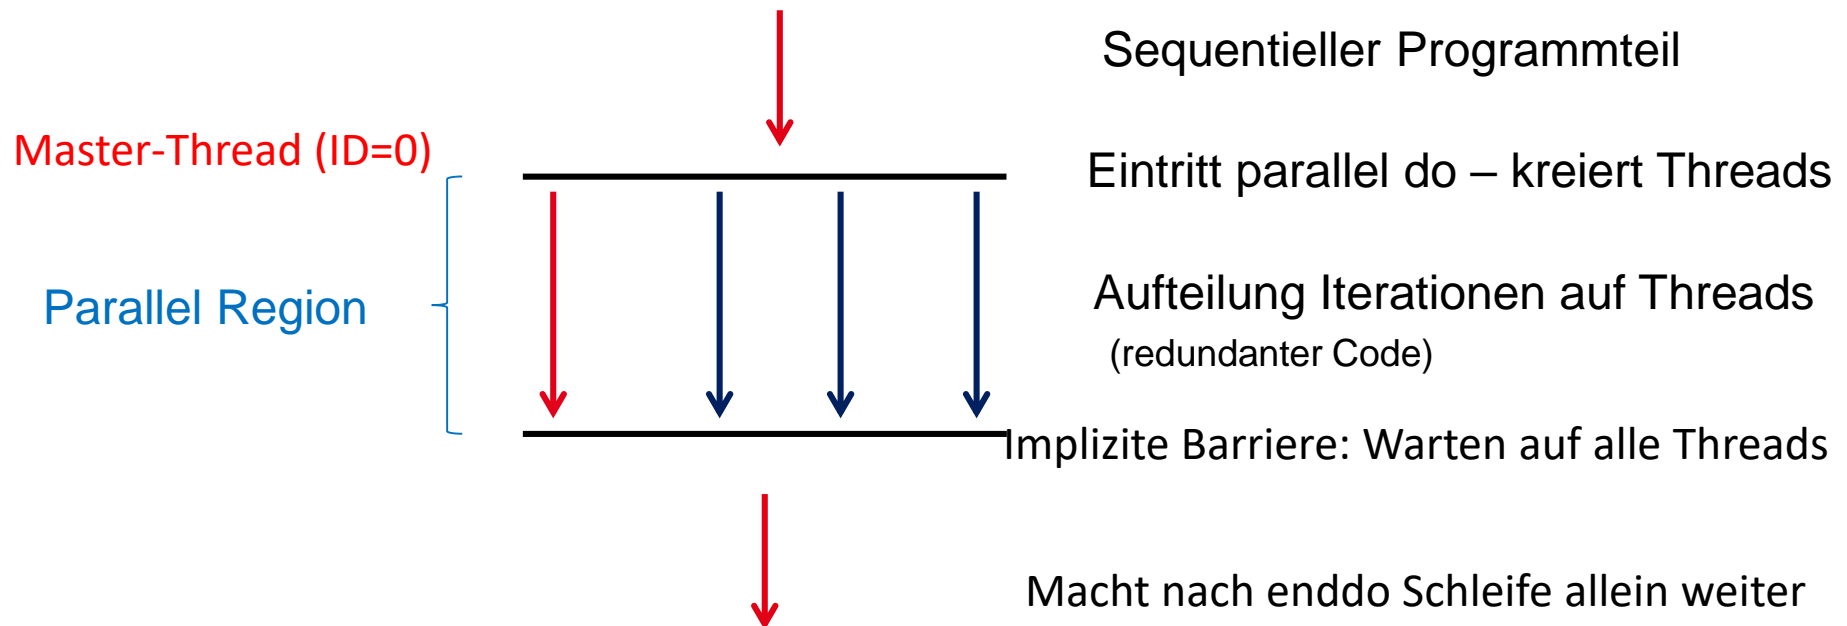 Sequentieller Programmteil
Master-Thread (ID=0)
Eintritt parallel do – kreiert Threads
Parallel Region
Aufteilung Iterationen auf Threads
(redundanter Code)
Implizite Barriere: Warten auf alle Threads
Macht nach enddo Schleife allein weiter